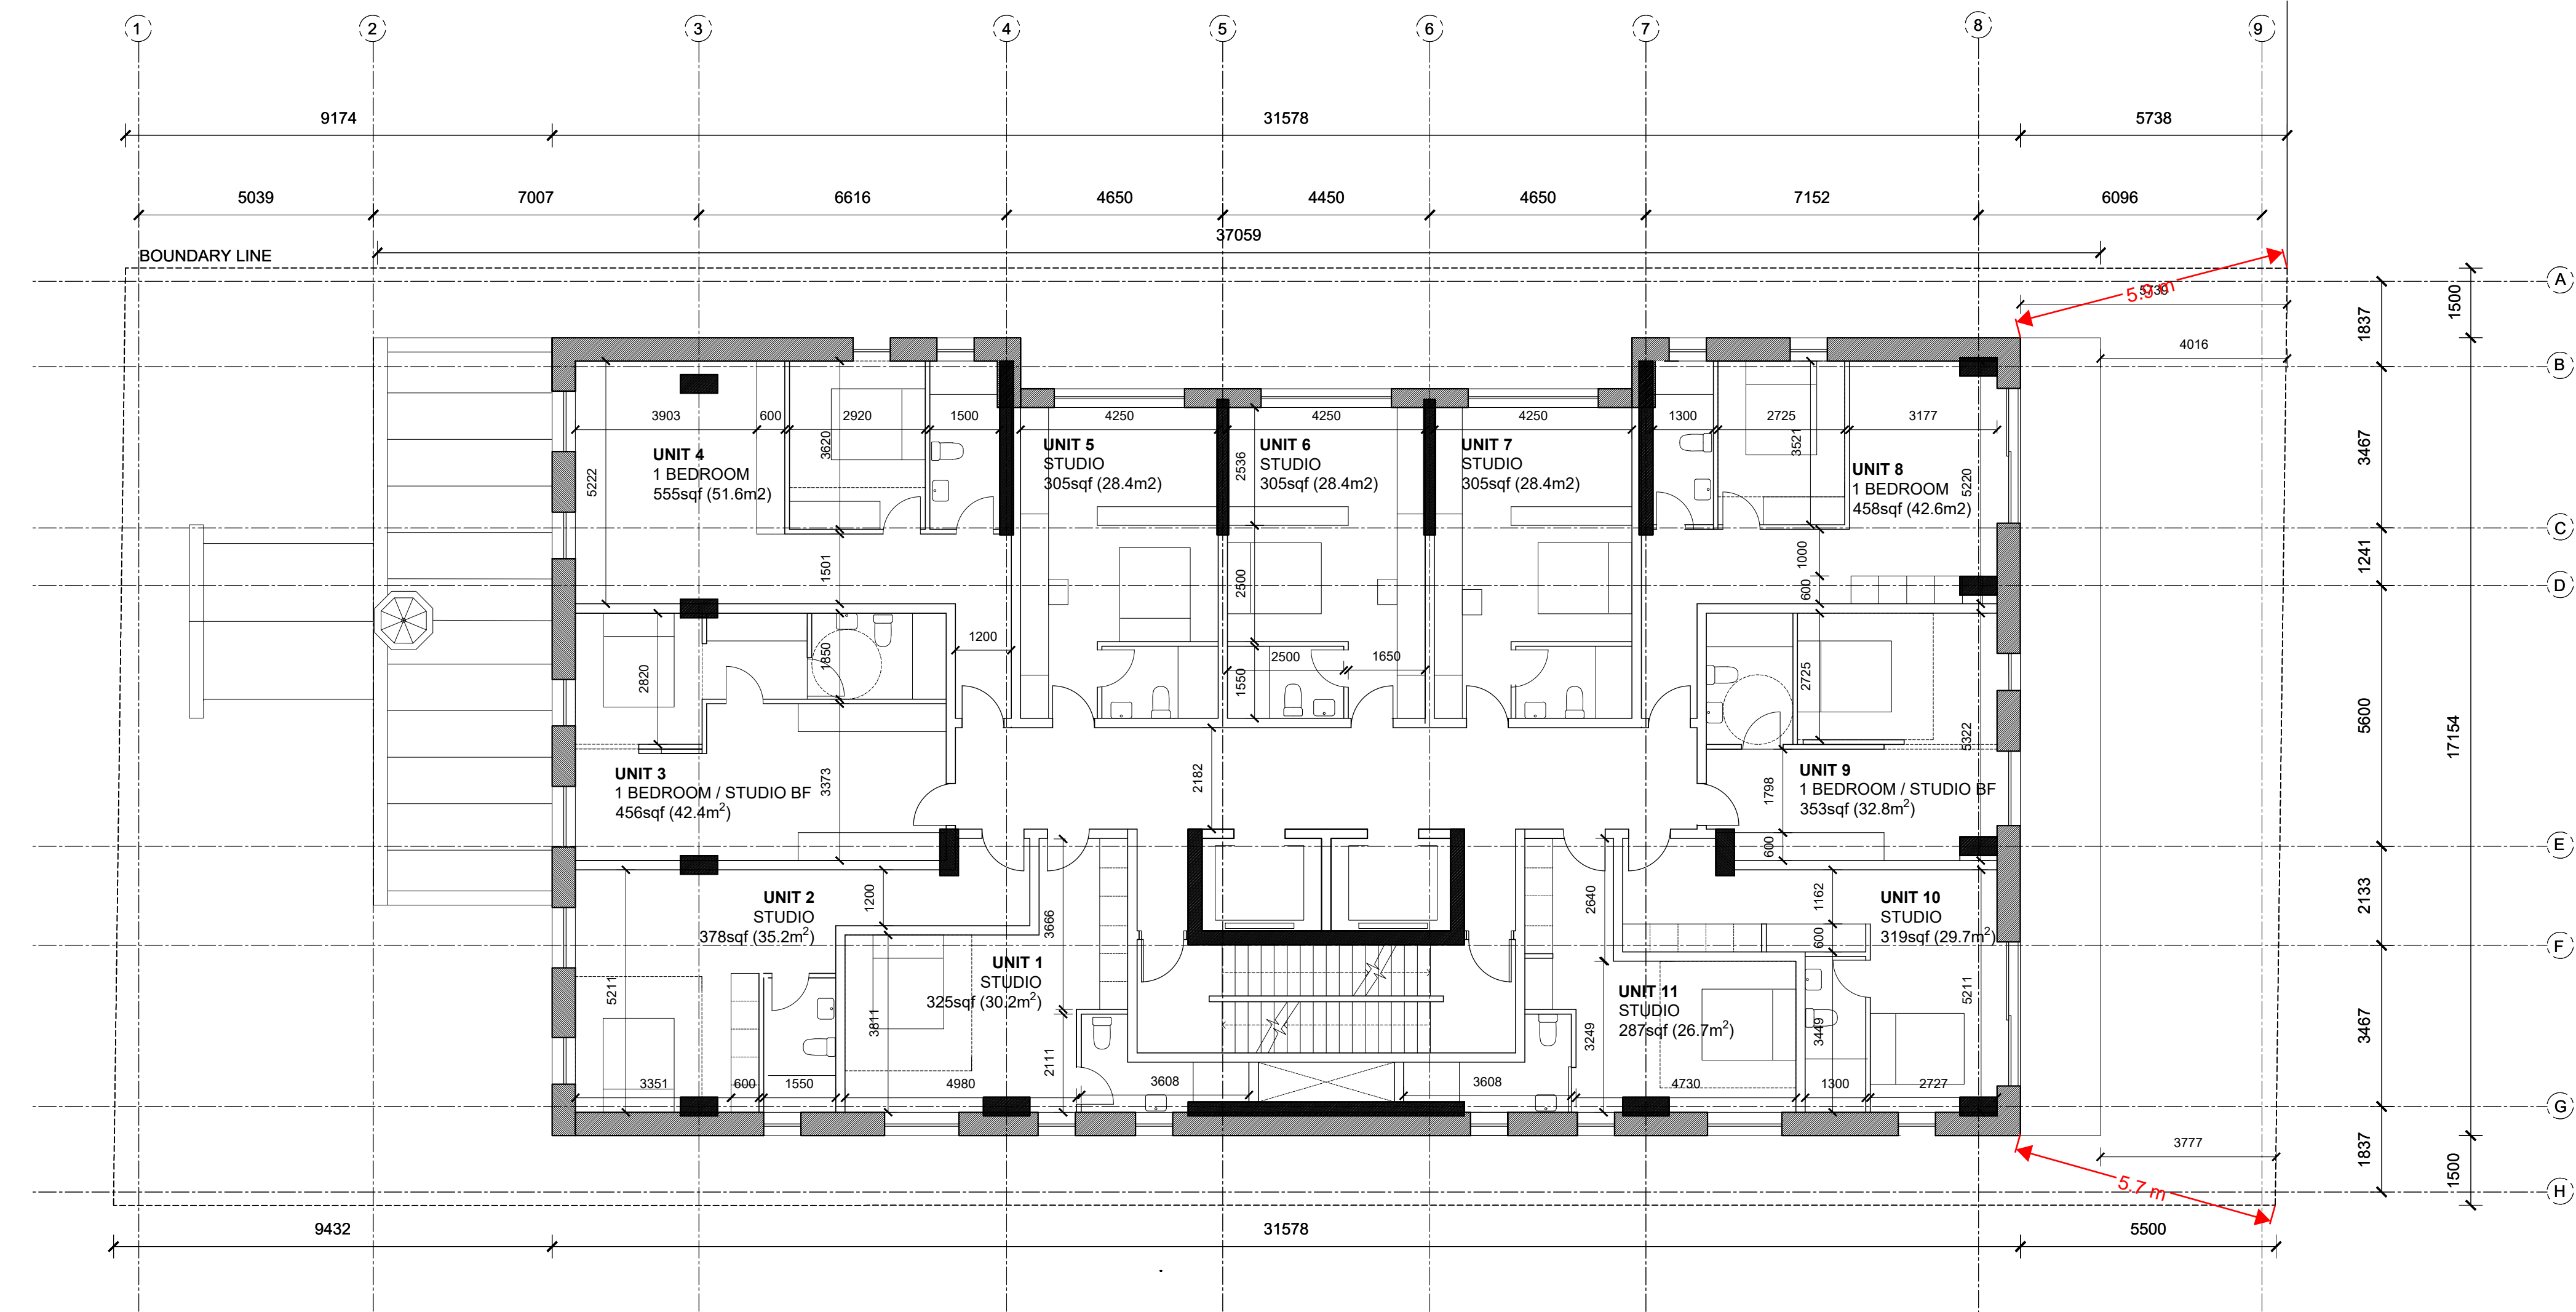 1 2 3 4 5 6 7 8 9
9174 31578 5738
5039 7007 6616 4650 4450 4650 7152 6096
37059
BOUNDARY LINE
A
5.9 m
1500
1837
4016
B
3903 600 2920 1500 4250 4250 4250 1300 2725 3177
3620
3521
5222
2536
5220
3467
UNIT 4
1 BEDROOM
555sqf (51.6m2)
UNIT 5
STUDIO
305sqf (28.4m2)
UNIT 6
STUDIO
305sqf (28.4m2)
UNIT 7
STUDIO
305sqf (28.4m2)
UNIT 8
1 BEDROOM
458sqf (42.6m2)
C
1501
2500
1000
600
1241
D
1200
2820
1850
2500 1650
1550
2725
5600
17154
2182
5322
3373
1798
600
UNIT 3
1 BEDROOM / STUDIO BF
456sqf (42.4m²)
UNIT 9
1 BEDROOM / STUDIO BF
353sqf (32.8m²)
E
1200
3666
2640
1162
600
2133
UNIT 2
STUDIO
378sqf (35.2m²)
UNIT 10
STUDIO
319sqf (29.7m²)
F
UNIT 1
STUDIO
325sqf (30.2m²)
UNIT 11
STUDIO
287sqf (26.7m²)
5211
3811
2111
3249
3449
5211
3467
3351 600 1550 4980 3608 3608 4730 1300 2727
G
1837
1500
3777
5.7 m
H
9432 31578 5500